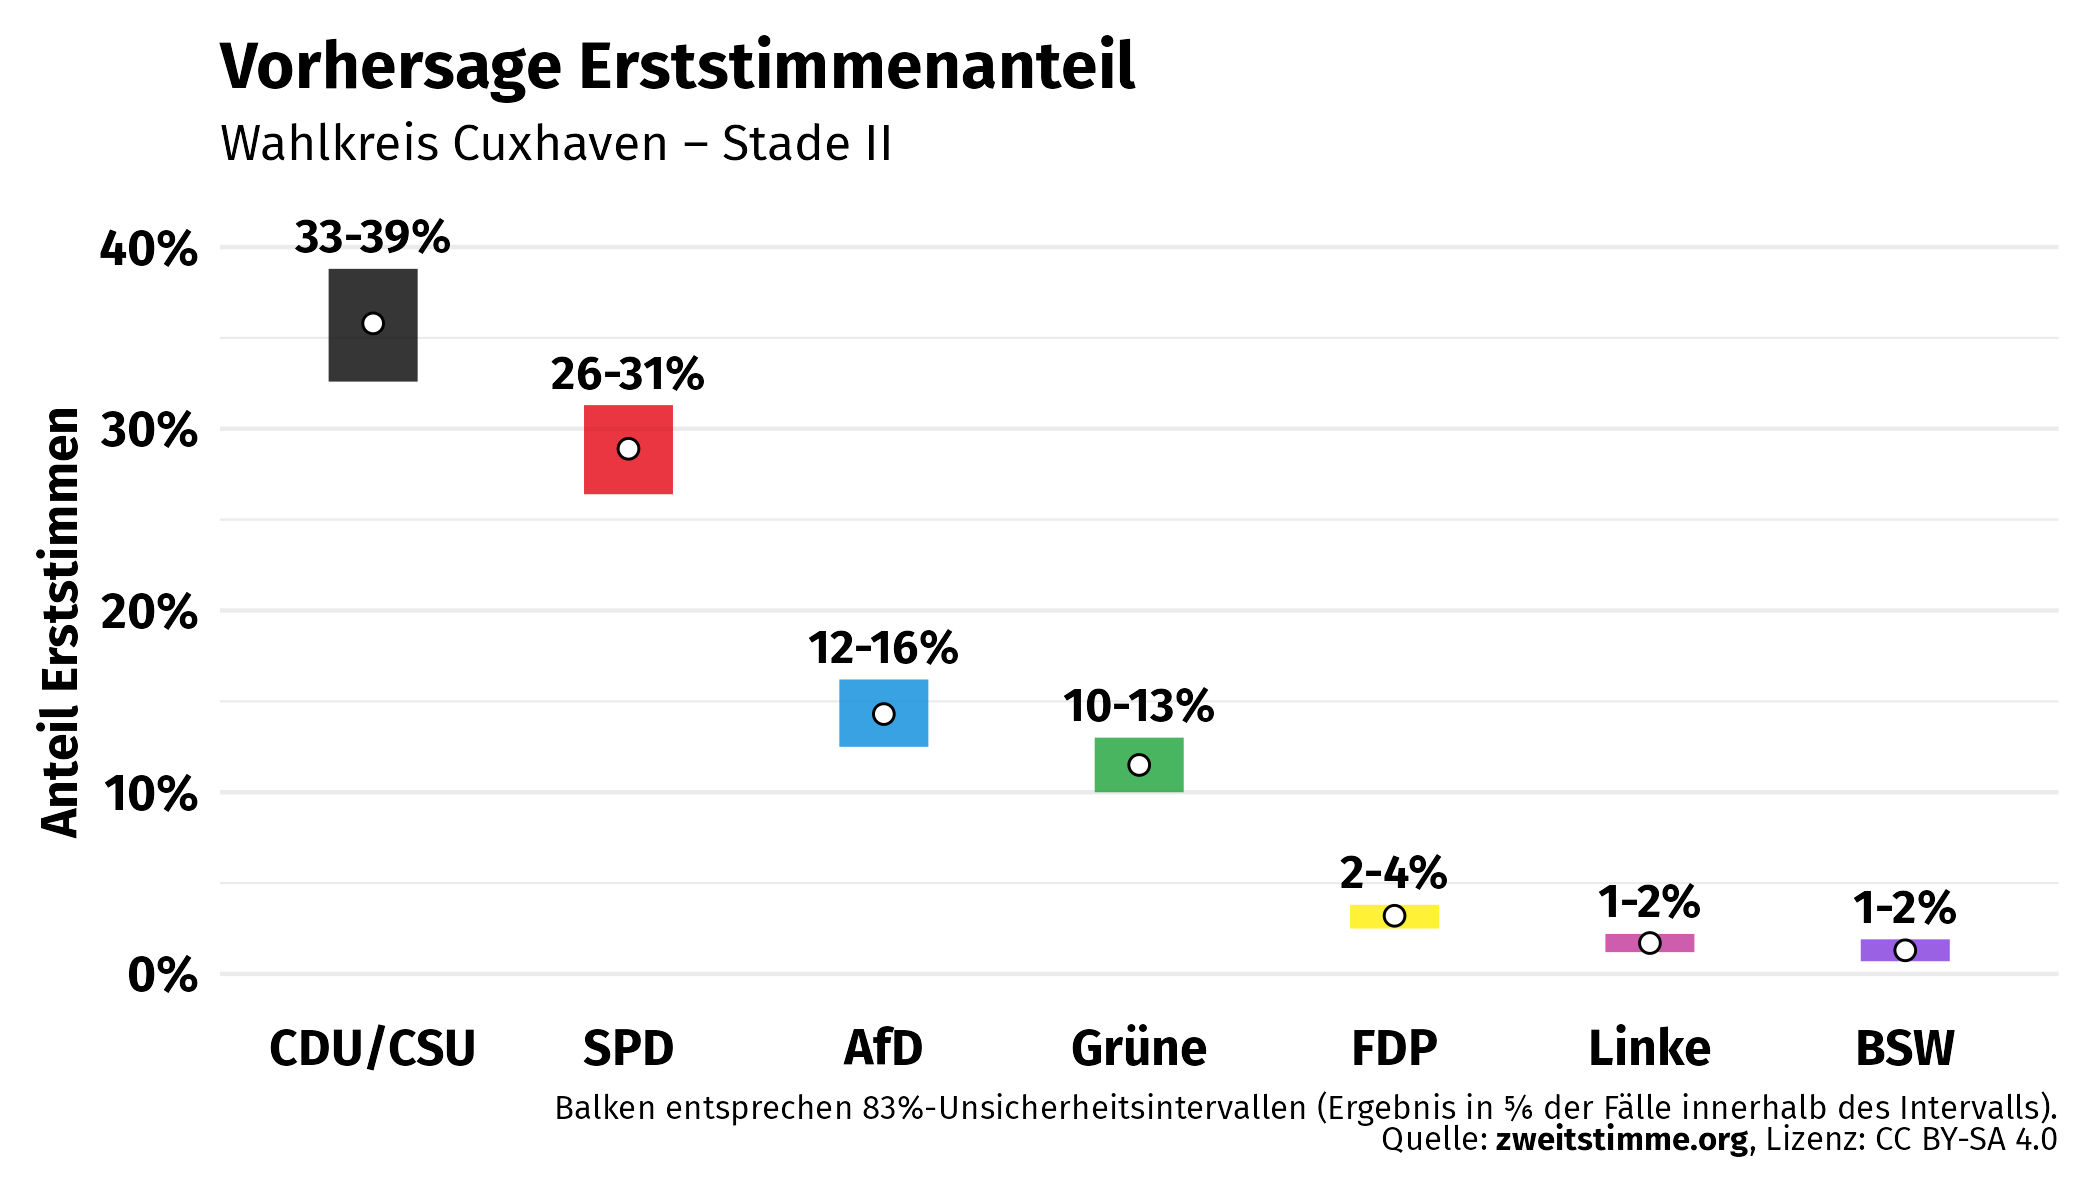 Vorhersage Erststimmenanteil
Wahlkreis Cuxhaven – Stade II
Anteil Erststimmen
40%
30%
20%
10%
0%
33-39%
26-31%
12-16%
10-13%
2-4%
1-2%
1-2%
CDU/CSU
SPD
AfD
Grüne
FDP
Linke
BSW
Balken entsprechen 83%-Unsicherheitsintervallen (Ergebnis in ⅚ der Fälle innerhalb des Intervalls).
Quelle: zweitstimme.org, Lizenz: CC BY-SA 4.0